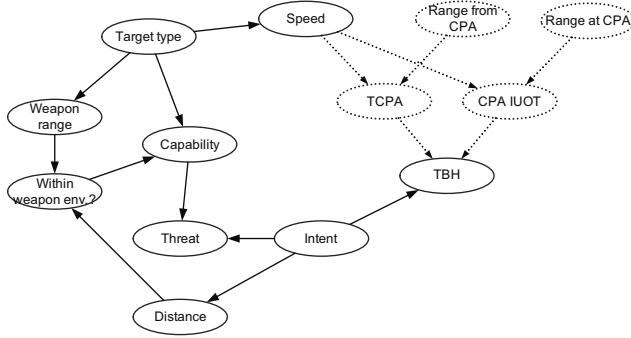 Speed
Range from
CPA
Range at CPA
Target type
TCPA
CPA IUOT
Weapon
range
Capability
TBH
Within
weapon env.?
Threat
Intent
Distance